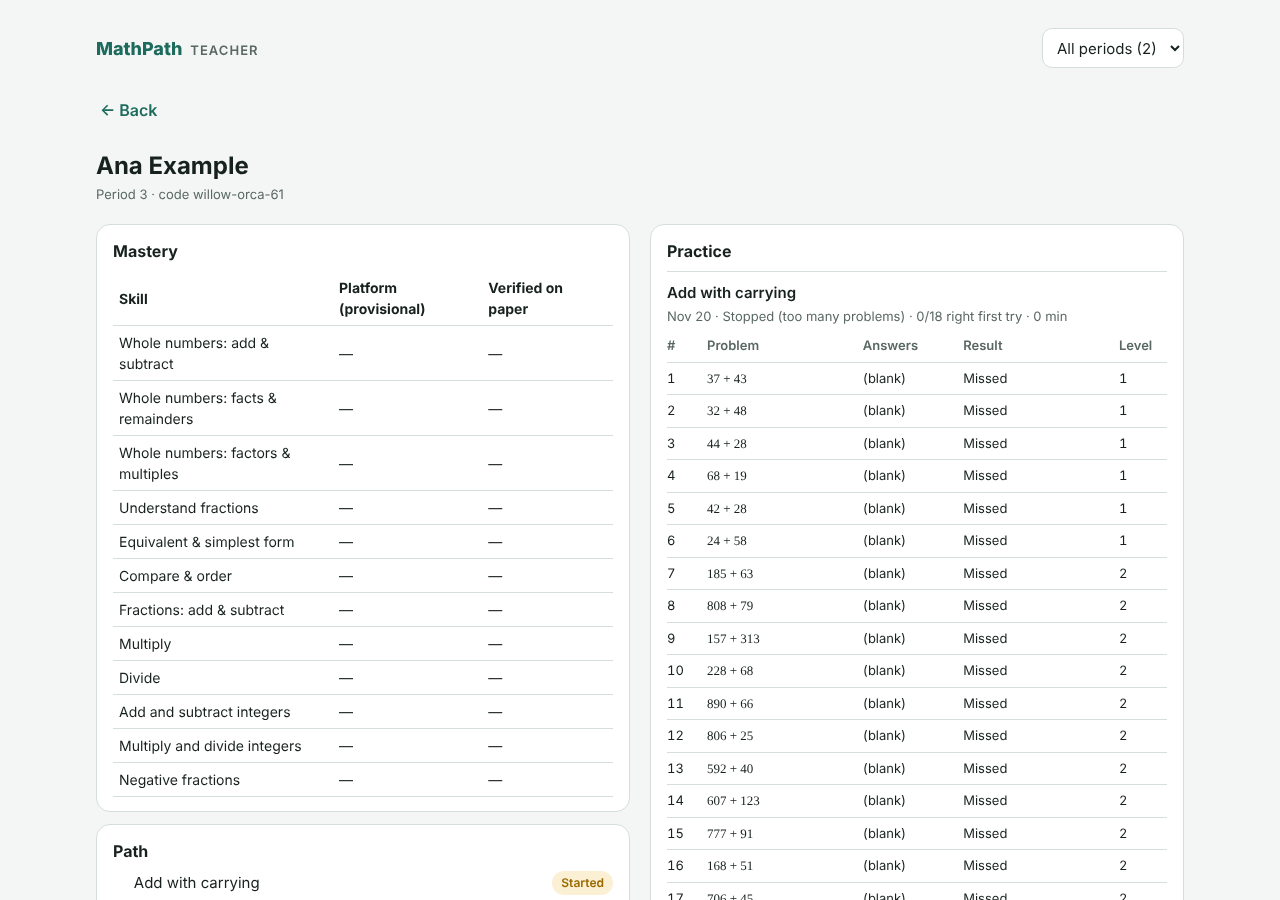 MathPath TEACHER
All periods (2)
← Back
Ana Example
Period 3 · code willow-orca-61
Mastery
Skill Platform (provisional) Verified on paper
Whole numbers: add & subtract — —
Whole numbers: facts & remainders — —
Whole numbers: factors & multiples — —
Understand fractions — —
Equivalent & simplest form — —
Compare & order — —
Fractions: add & subtract — —
Multiply — —
Divide — —
Add and subtract integers — —
Multiply and divide integers — —
Negative fractions — —
Path
Add with carrying Started
Practice
Add with carrying
Nov 20 · Stopped (too many problems) · 0/18 right first try · 0 min
# Problem Answers Result Level
1 37 + 43 (blank) Missed 1
2 32 + 48 (blank) Missed 1
3 44 + 28 (blank) Missed 1
4 68 + 19 (blank) Missed 1
5 42 + 28 (blank) Missed 1
6 24 + 58 (blank) Missed 1
7 185 + 63 (blank) Missed 2
8 808 + 79 (blank) Missed 2
9 157 + 313 (blank) Missed 2
10 228 + 68 (blank) Missed 2
11 890 + 66 (blank) Missed 2
12 806 + 25 (blank) Missed 2
13 592 + 40 (blank) Missed 2
14 607 + 123 (blank) Missed 2
15 777 + 91 (blank) Missed 2
16 168 + 51 (blank) Missed 2
17 706 + 45 (blank) Missed 2